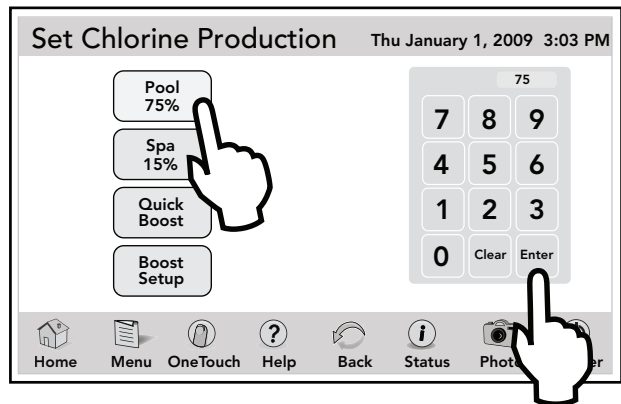 Set Chlorine Production Thu January 1, 2009 3:03 PM
Pool
75%
Spa
15%
Quick
Boost
Boost
Setup
75
7 8 9
4 5 6
1 2 3
0 Clear Enter
Home Menu OneTouch Help Back Status